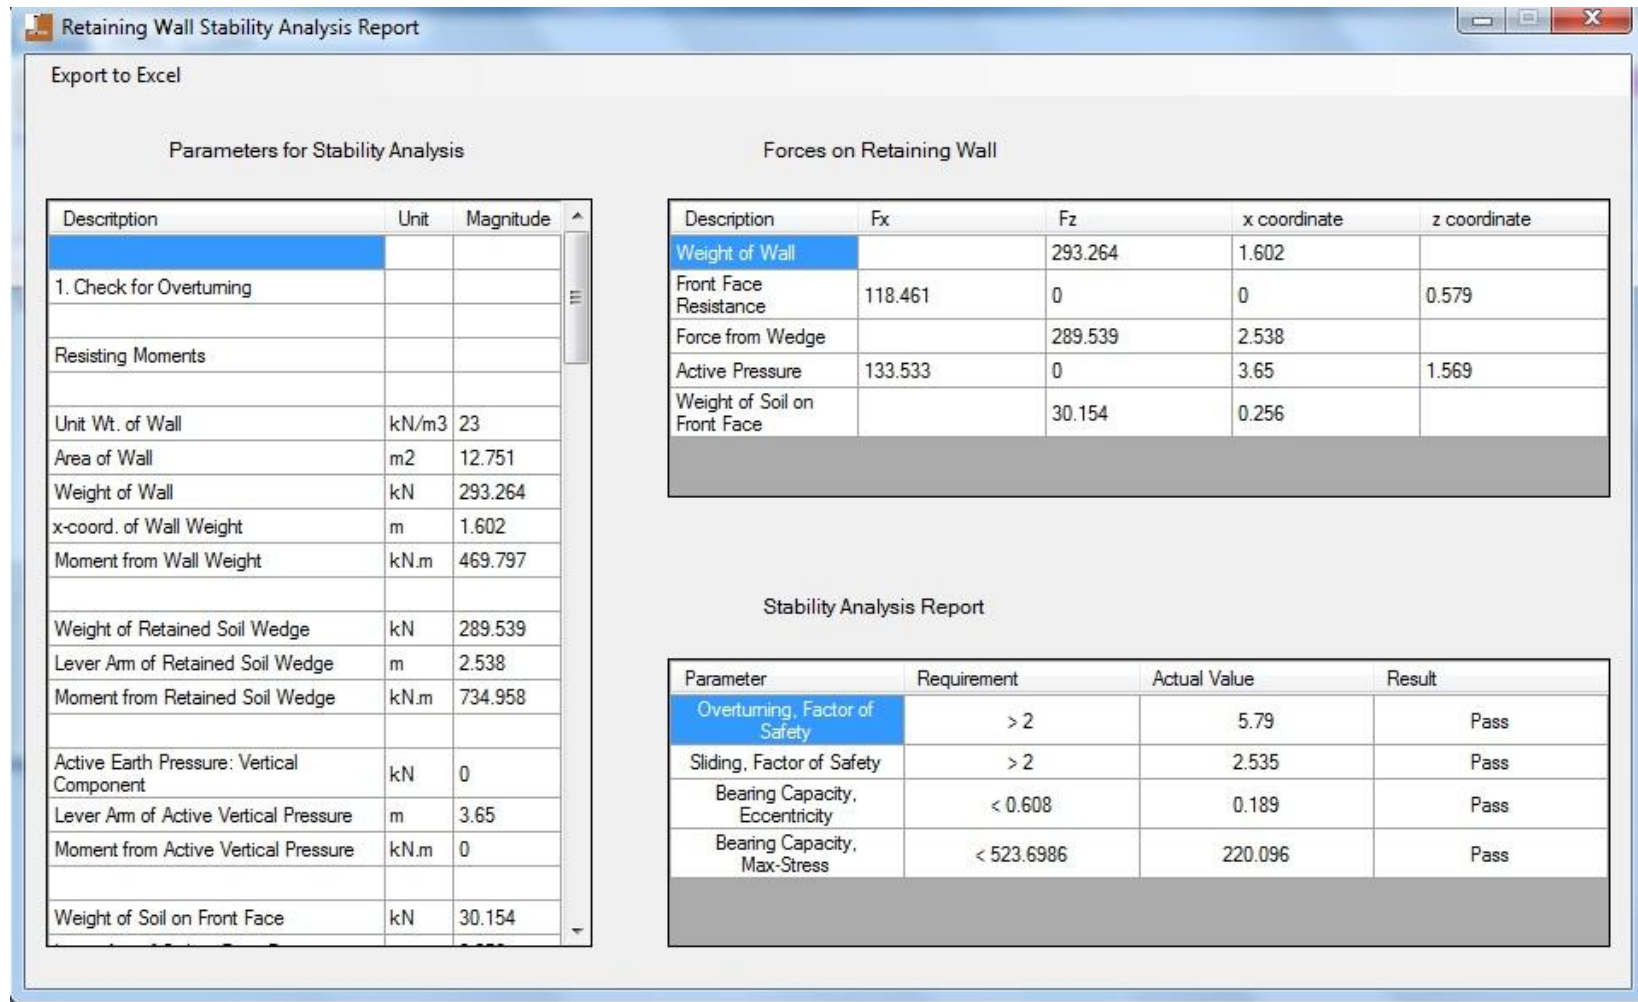 Retaining Wall Stability Analysis Report
Export to Excel
Parameters for Stability Analysis
Descritption Unit Magnitude
1. Check for Overturning
Resisting Moments
Unit Wt. of Wall kN/m3 23
Area of Wall m2 12.751
Weight of Wall kN 293.264
x-coord. of Wall Weight m 1.602
Moment from Wall Weight kN.m 469.797
Weight of Retained Soil Wedge kN 289.539
Lever Arm of Retained Soil Wedge m 2.538
Moment from Retained Soil Wedge kN.m 734.958
Active Earth Pressure: Vertical
Component kN 0
Lever Arm of Active Vertical Pressure m 3.65
Moment from Active Vertical Pressure kN.m 0
Weight of Soil on Front Face kN 30.154
Forces on Retaining Wall
Description Fx Fz x coordinate z coordinate
Weight of Wall 293.264 1.602
Front Face
Resistance 118.461 0 0 0.579
Force from Wedge 289.539 2.538
Active Pressure 133.533 0 3.65 1.569
Weight of Soil on
Front Face 30.154 0.256
Stability Analysis Report
Parameter Requirement Actual Value Result
Overturning, Factor of
Safety > 2 5.79 Pass
Sliding, Factor of Safety > 2 2.535 Pass
Bearing Capacity,
Eccentricity < 0.608 0.189 Pass
Bearing Capacity,
Max-Stress < 523.6986 220.096 Pass